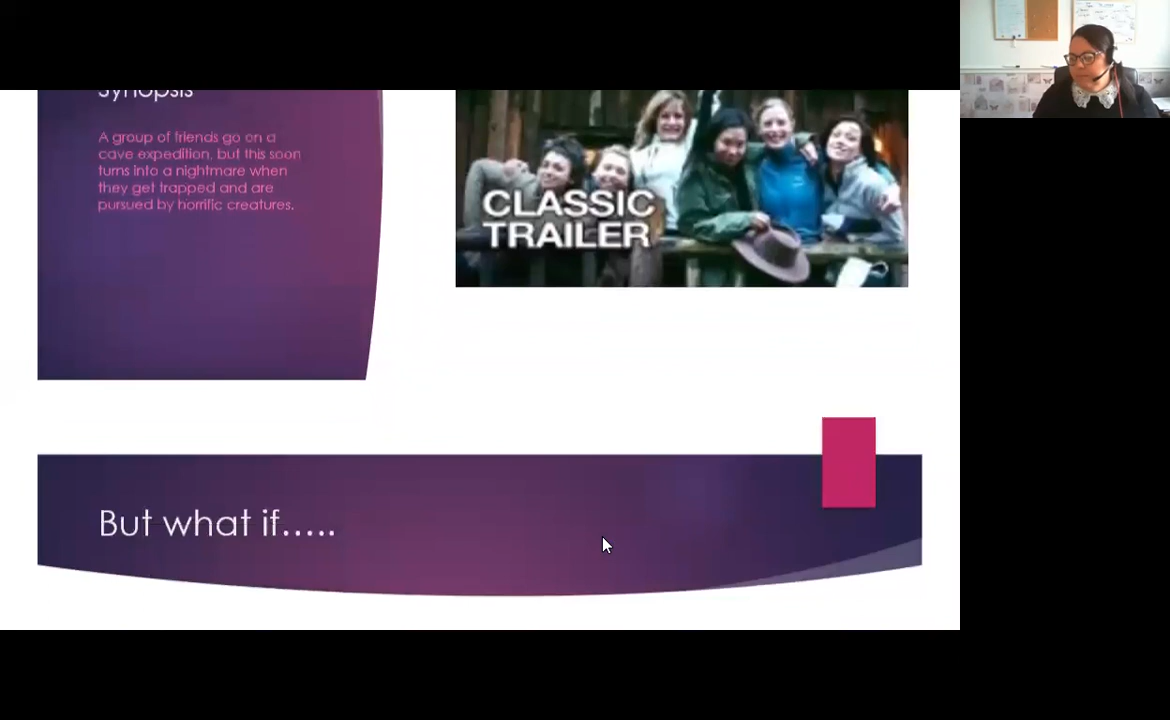 Synopsis
A group of friends go on a
cave expedition, but this soon
turns into a nightmare when
they get trapped and are
pursued by horrific creatures.
CLASSIC
TRAILER
But what if.....